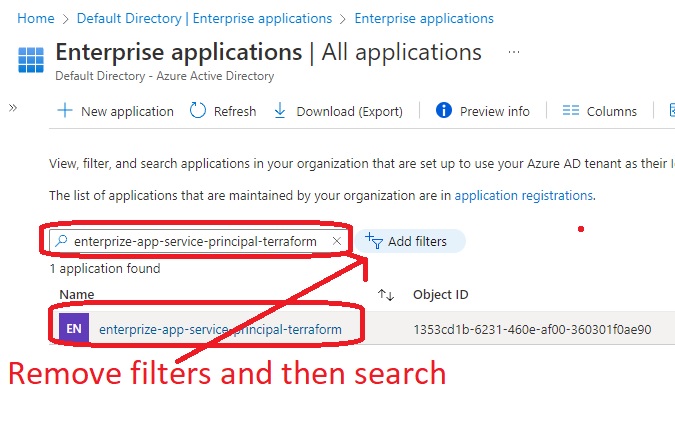 Home > Default Directory | Enterprise applications > Enterprise applications
Enterprise applications | All applications ...
Default Directory - Azure Active Directory
» + New application Refresh Download (Export) Preview info Columns
View, filter, and search applications in your organization that are set up to use your Azure AD tenant as their
The list of applications that are maintained by your organization are in application registrations.
enterprize-app-service-principal-terraform × Add filters
1 application found
Name ↑↓ Object ID
EN enterprize-app-service-principal-terraform 1353cd1b-6231-460e-af00-360301f0ae90
Remove filters and then search